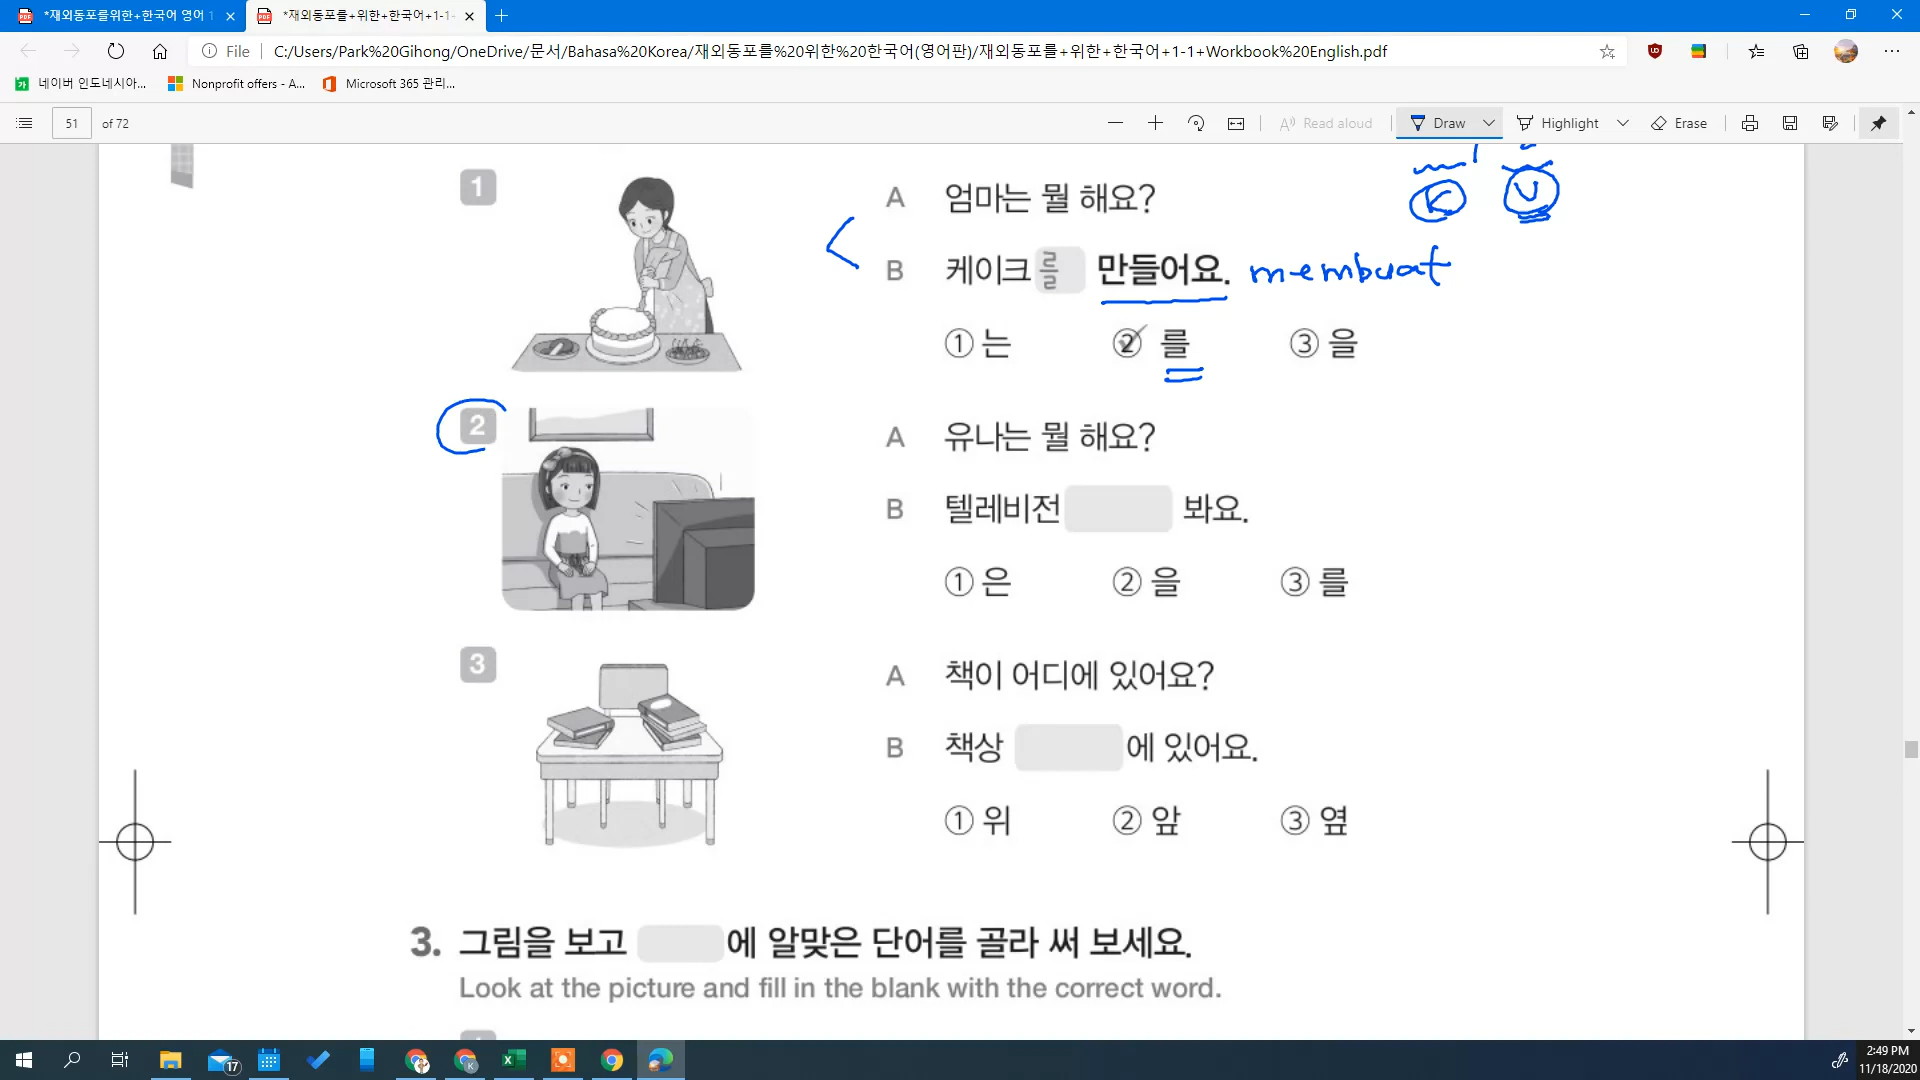 *재외동포를위한+한국어 영어 1
*재외동포를+위한+한국어+1-1-
File | C:/Users/Park%20Gihong/OneDrive/문서/Bahasa%20Korea/재외동포를%20위한%20한국어(영어판)/재외동포를+위한+한국어+1-1+Workbook%20English.pdf
네이버 인도네시아... Nonprofit offers - A... Microsoft 365 관리...
51 of 72 Read aloud Draw Highlight Erase
K V
1
A 엄마는 뭘 해요?
B 케이크를 만들어요. membuat
① 는 ② 를 ③ 을
2
A 유나는 뭘 해요?
B 텔레비전 봐요.
① 은 ② 을 ③ 를
3
A 책이 어디에 있어요?
B 책상 에 있어요.
① 위 ② 앞 ③ 옆
3. 그림을 보고 에 알맞은 단어를 골라 써 보세요.
Look at the picture and fill in the blank with the correct word.
17
2:49 PM
11/18/2020